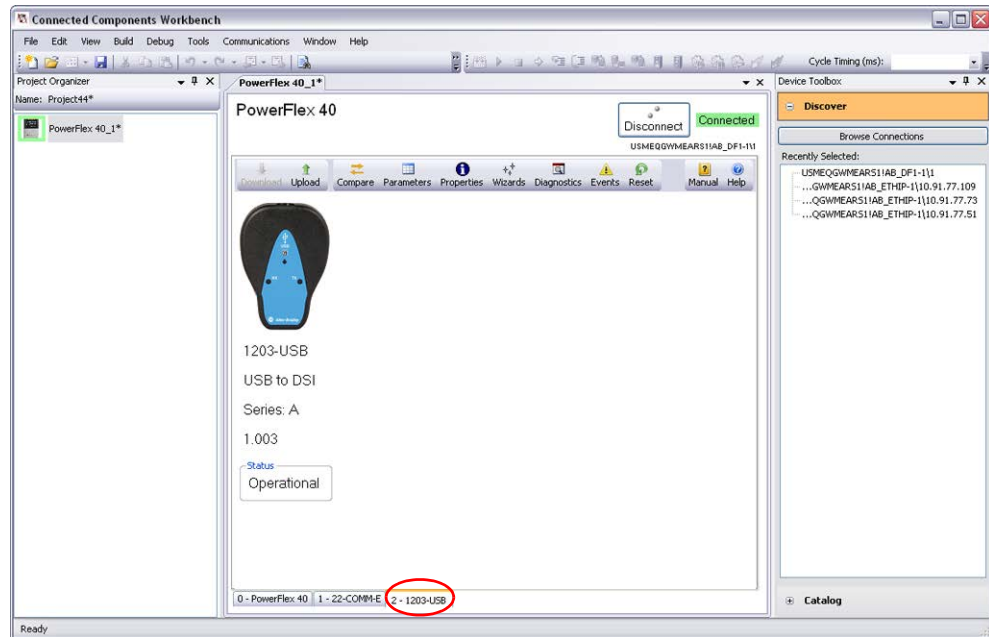 Connected Components Workbench
File Edit View Build Debug Tools Communications Window Help
Cycle Timing (ms):
Project Organizer
Name: Project44*
PowerFlex 40_1*
PowerFlex 40_1*
PowerFlex 40
Disconnect
Connected
USMEQGWMEARS1!AB_DF1-1\1
Download Upload Compare Parameters Properties Wizards Diagnostics Events Reset Manual Help
1203-USB
USB to DSI
Series: A
1.003
Status
Operational
0 - PowerFlex 40 1 - 22-COMM-E 2 - 1203-USB
Device Toolbox
Discover
Browse Connections
Recently Selected:
USMEQGWMEARS1!AB_DF1-1\1
...GWMEARS1!AB_ETHIP-1\10.91.77.109
...QGWMEARS1!AB_ETHIP-1\10.91.77.73
...QGWMEARS1!AB_ETHIP-1\10.91.77.51
Catalog
Ready